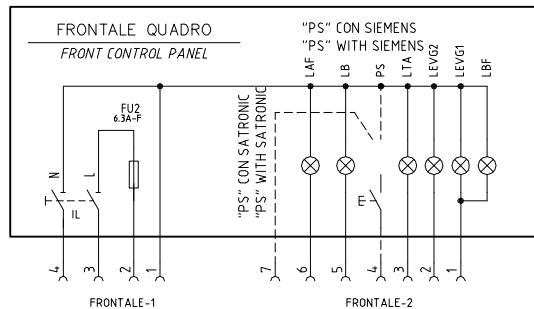 FRONTALE QUADRO
FRONT CONTROL PANEL
"PS" CON SIEMENS
"PS" WITH SIEMENS
LAF
LB
PS
LTA
LEVG2
LEVG1
LBF
FU2
6.3A-F
"PS" CON SATRONIC
"PS" WITH SATRONIC
N
L
IL
4
3
2
1
7
6
5
4
3
2
1
FRONTALE-1
FRONTALE-2